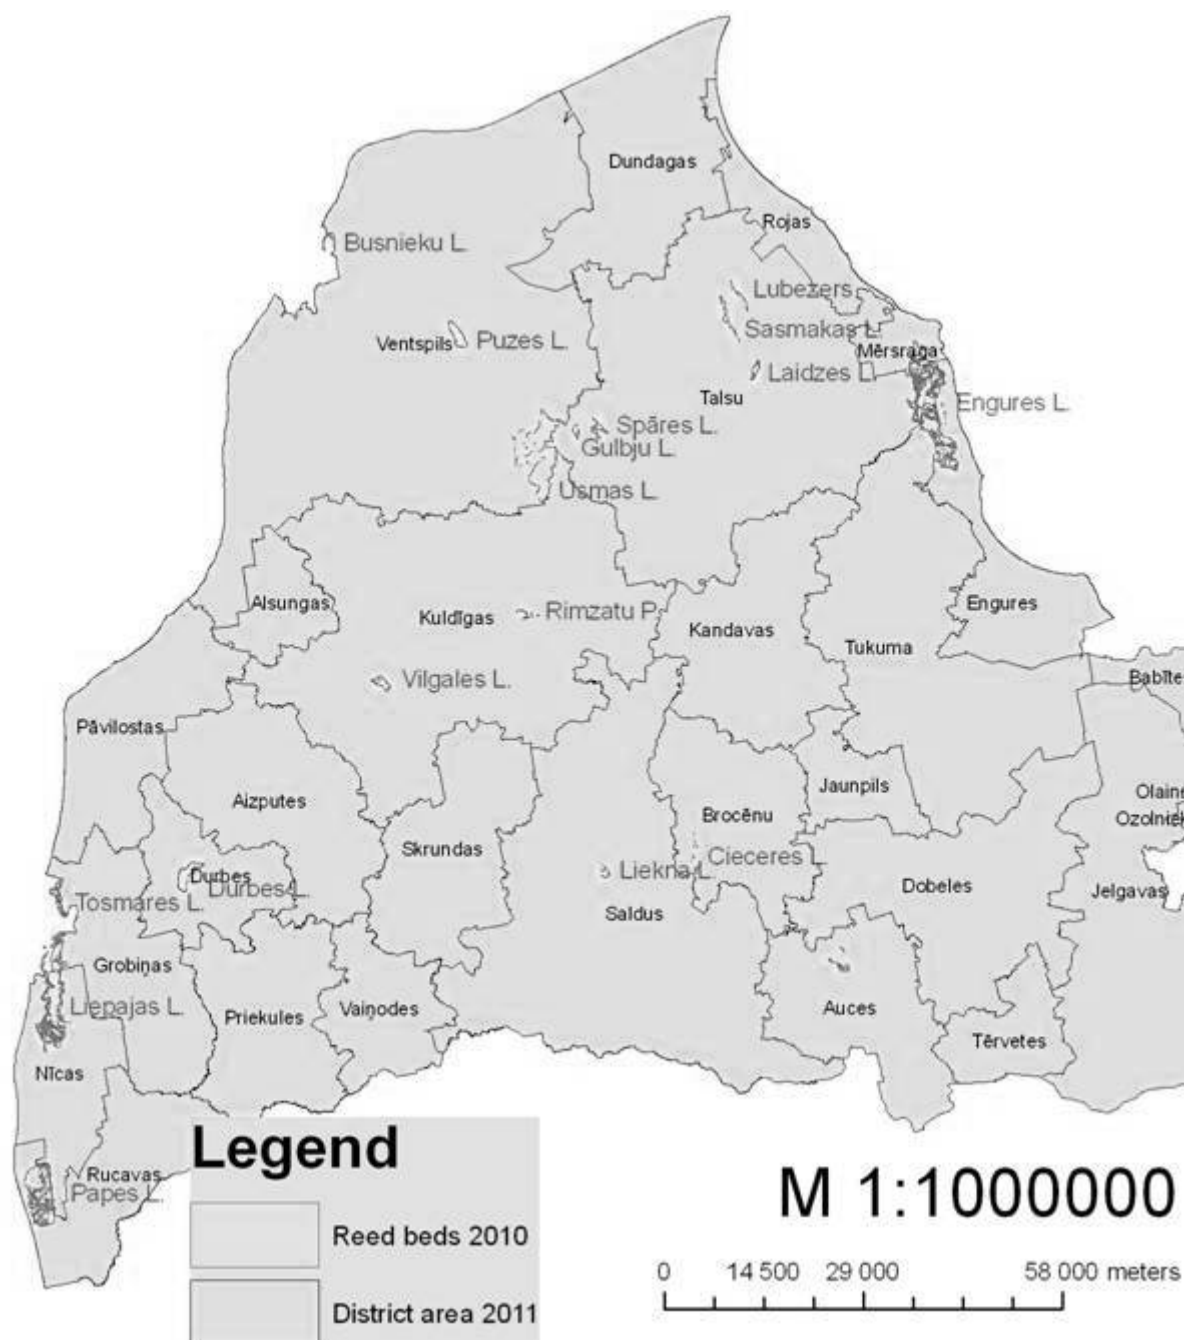 Dundagas
Rojas
Busnieku L.
Lubezers
Sasmakas L.
Ventspils
Puzes L.
Mērsraga
Laidzes L.
Talsu
Engures L.
Spāres L.
Gulbju L.
Usmas L.
Alsungas
Kuldīgas
Rimzatu P.
Kandavas
Engures
Tukuma
Vilgales L.
Babītes
Pāvilostas
Aizputes
Jaunpils
Olaine
Brocēnu
Ozolniek
Skrundas
Cieceres L.
Durbes
Durbes L.
Liekna L.
Dobeles
Jelgavas
Tosmares L.
Saldus
Grobiņas
Liepajas L.
Priekules
Vaiņodes
Auces
Tērvetes
Nīcas
Rucavas
Papes L.
Legend
Reed beds 2010
District area 2011
M 1:1000000
0 14 500 29 000 58 000 meters